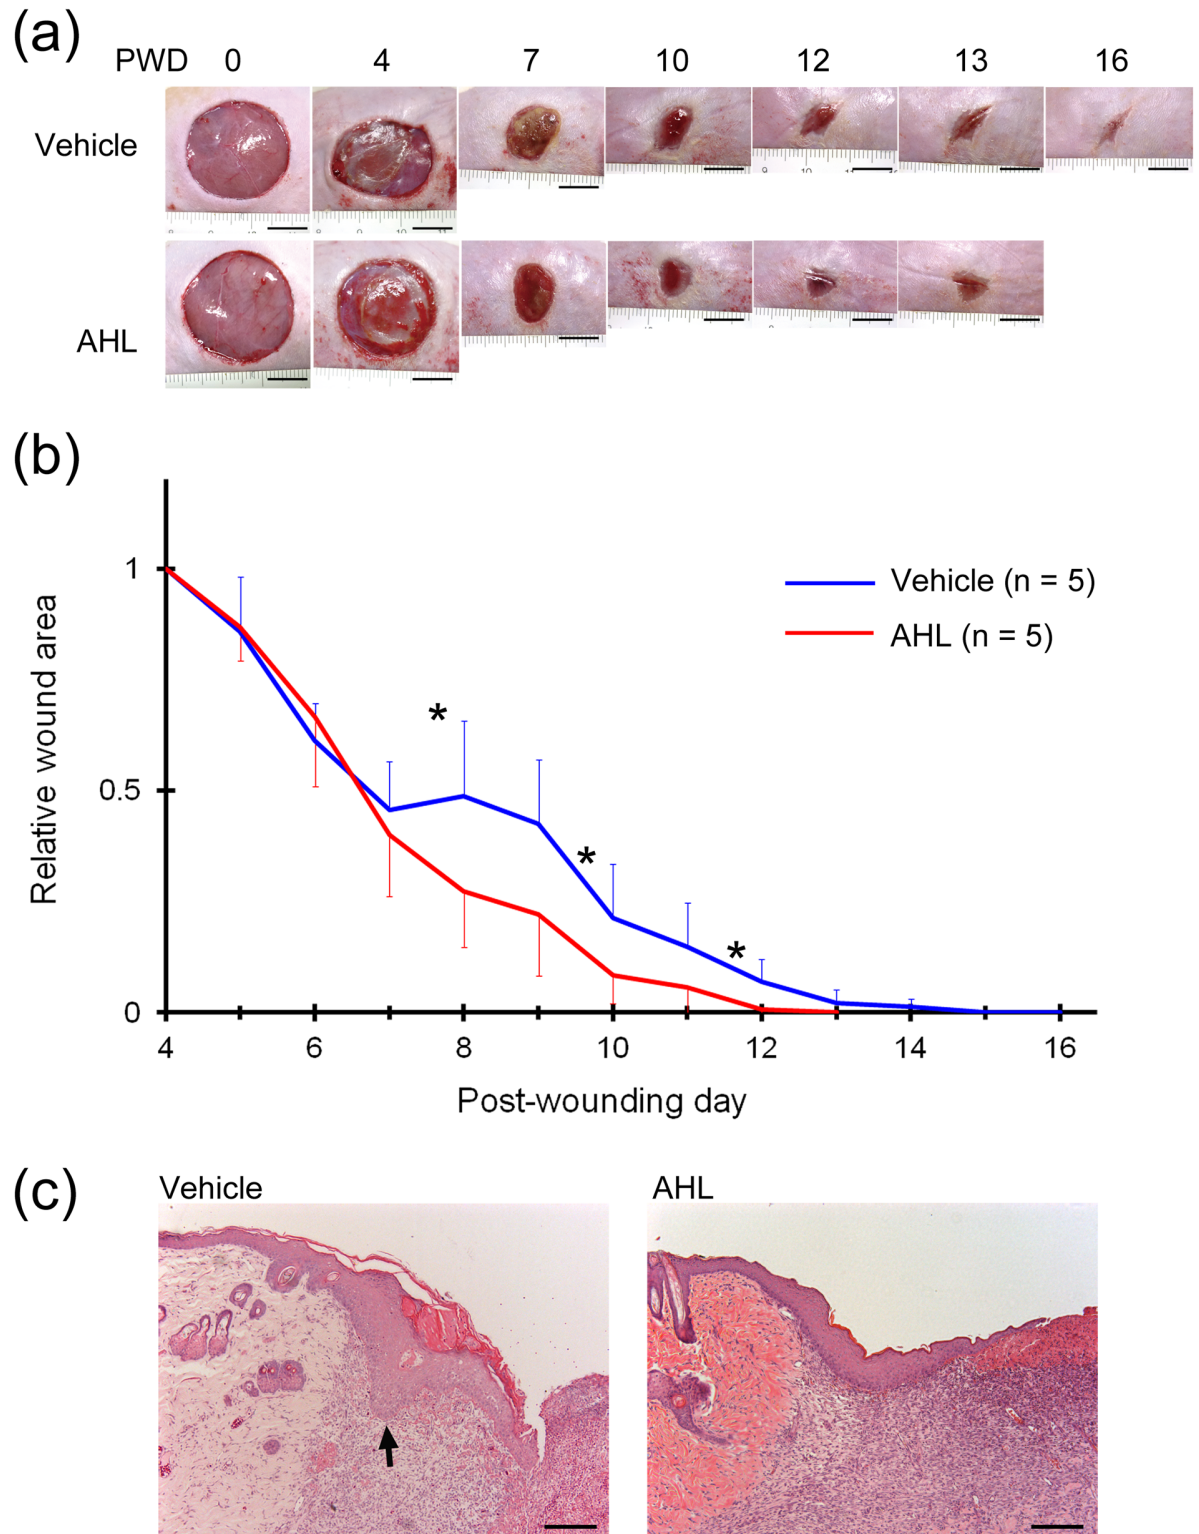 (a)
PWD 0 4 7 10 12 13 16
Vehicle
AHL
(b)
Relative wound area
1
0.5
0
Vehicle (n = 5)
AHL (n = 5)
*
*
*
4 6 8 10 12 14 16
Post-wounding day
(c)
Vehicle AHL